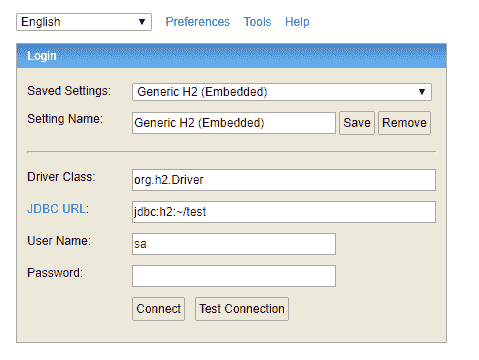 English Preferences Tools Help
Login
Saved Settings: Generic H2 (Embedded)
Setting Name: Generic H2 (Embedded) Save Remove
Driver Class: org.h2.Driver
JDBC URL: jdbc:h2:~/test
User Name: sa
Password:
Connect Test Connection